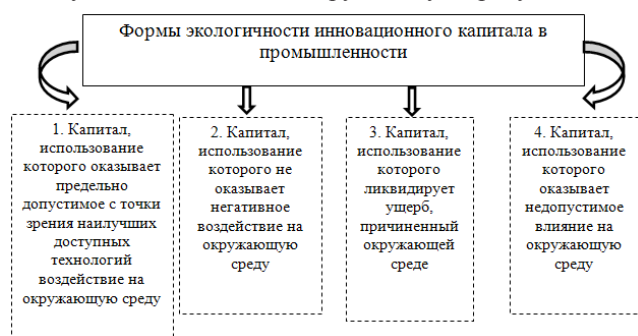 Формы экологичности инновационного капитала в
промышленности
1. Капитал,
использование
которого оказывает
предельно
допустимое с точки
зрения наилучших
доступных
технологий
воздействие на
окружающую среду
2. Капитал,
использование
которого не
оказывает
негативное
воздействие на
окружающую
среду
3. Капитал,
использование
которого
ликвидирует
ущерб,
причиненный
окружающей
среде
4. Капитал,
использование
которого
оказывает
недопустимое
влияние на
окружающую
среду